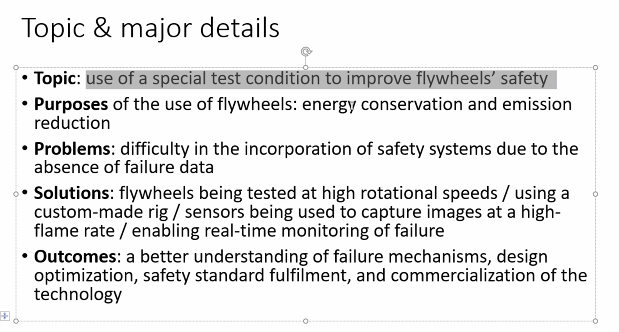 Topic & major details
• Topic: use of a special test condition to improve flywheels’ safety
• Purposes of the use of flywheels: energy conservation and emission
reduction
• Problems: difficulty in the incorporation of safety systems due to the
absence of failure data
• Solutions: flywheels being tested at high rotational speeds / using a
custom-made rig / sensors being used to capture images at a high-
flame rate / enabling real-time monitoring of failure
• Outcomes: a better understanding of failure mechanisms, design
optimization, safety standard fulfilment, and commercialization of the
technology